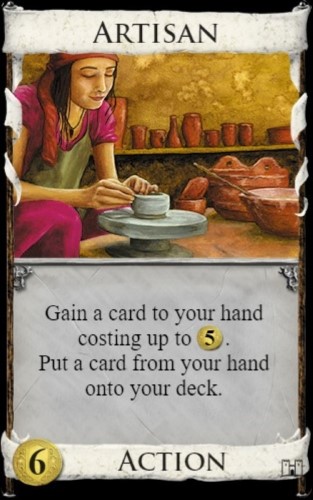 Artisan
Gain a card to your hand
costing up to 5.
Put a card from your hand
onto your deck.
6 Action